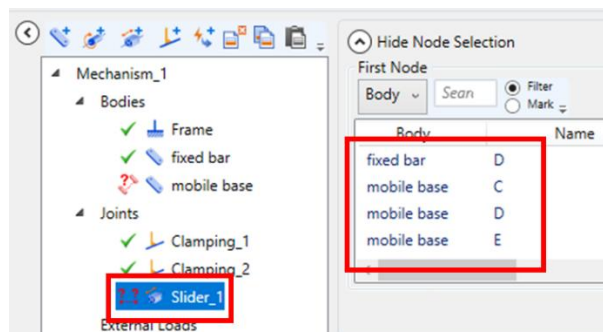 Mechanism_1
Bodies
Frame
fixed bar
mobile base
Joints
Clamping_1
Clamping_2
Slider_1
External Loads
Hide Node Selection
First Node
Body
Sear
Filter
Mark
Body Name
fixed bar D
mobile base C
mobile base D
mobile base E